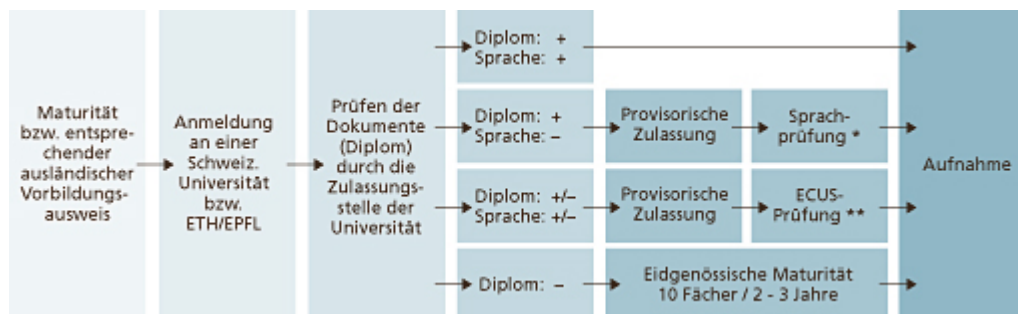 Maturität
bzw. entspre-
chender
ausländischer
Vorbildungs-
ausweis
Anmeldung
an einer
Schweiz.
Universität
bzw.
ETH/EPFL
Prüfen der
Dokumente
(Diplom)
durch die
Zulassungs-
stelle der
Universität
Diplom: +
Sprache: +
Diplom: +
Sprache: –
Provisorische
Zulassung
Sprach-
prüfung *
Diplom: +/–
Sprache: +/–
Provisorische
Zulassung
ECUS-
Prüfung **
Diplom: –
Eidgenössische Maturität
10 Fächer / 2 - 3 Jahre
Aufnahme